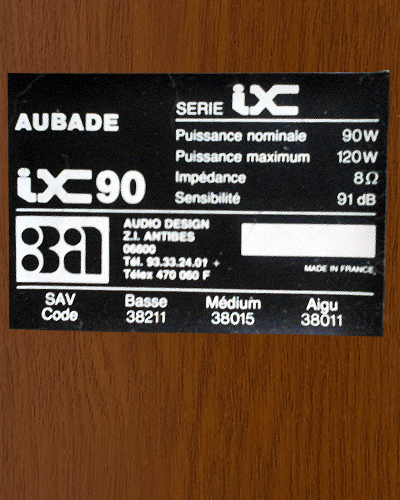 AUBADE
SERIE ix
Puissance nominale 90W
Puissance maximum 120W
Impédance 8Ω
Sensibilité 91 dB
ix90
3a
AUDIO DESIGN
Z.I. ANTIBES
06600
Tél. 93.33.24.01 +
Télex 470 060 F
MADE IN FRANCE
SAV Code
Basse 38211
Médium 38015
Aigu 38011